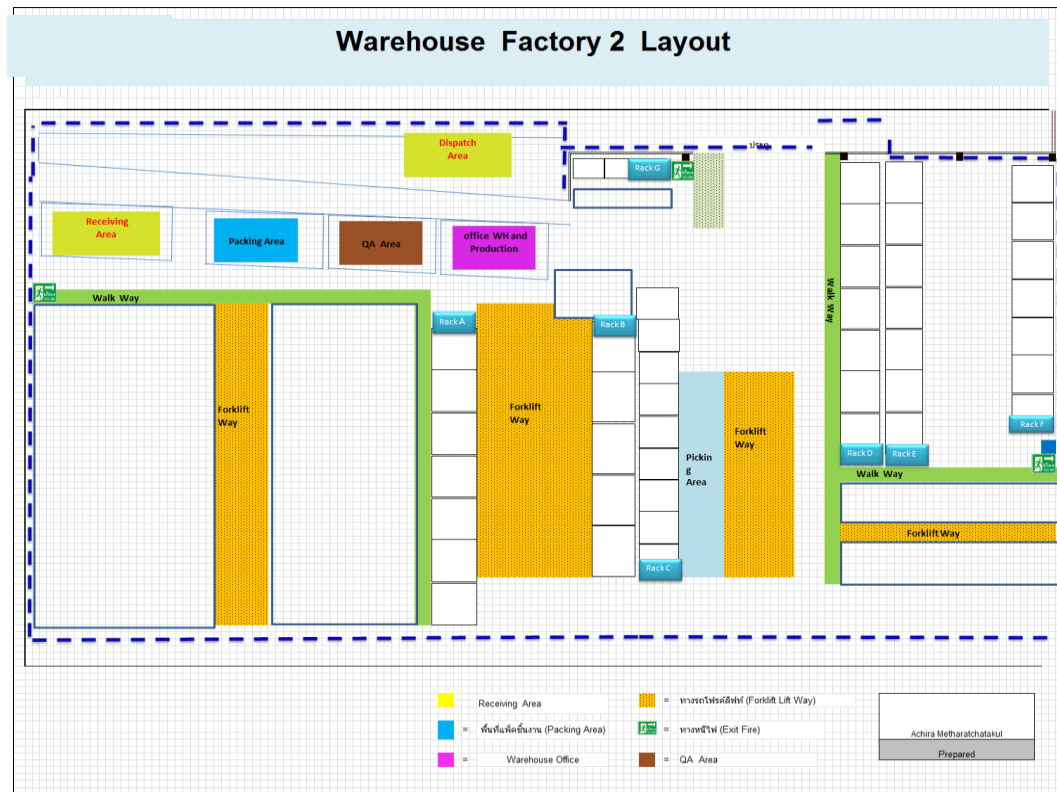 Warehouse Factory 2 Layout
Dispatch
Area
ประตู
Rack G
Receiving
Area
Packing Area
QA Area
office WH and
Production
Walk Way
Rack A
Rack B
Walk Way
Forklift
Way
Forklift
Way
Forklift
Way
Pickin
g
Area
Rack F
Rack D
Rack E
Walk Way
Forklift Way
Rack C
Receiving Area
= ทางรถโฟรค์ลิฟท์ (Forklift Lift Way)
= พื้นที่แพ็คชิ้นงาน (Packing Area)
= ทางหนีไฟ (Exit Fire)
= Warehouse Office
= QA Area
Achira Metharatchatakul
Prepared